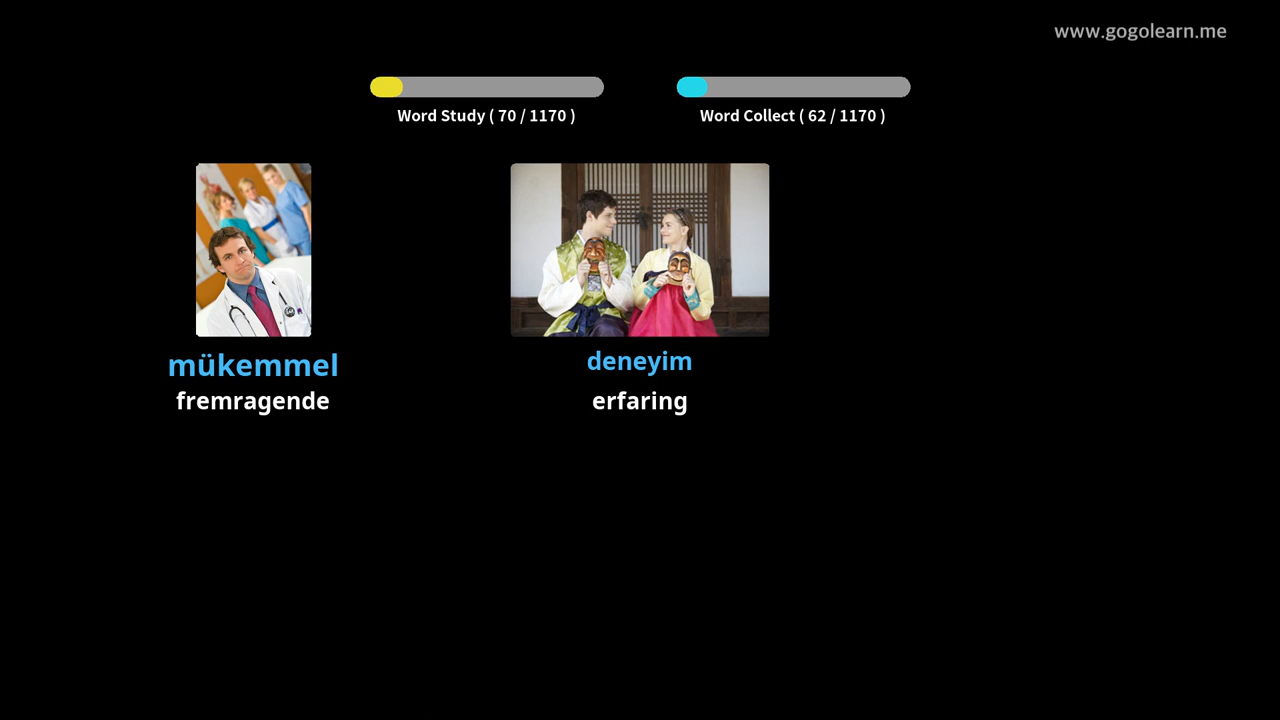 www.gogolearn.me
Word Study ( 70 / 1170 )
Word Collect ( 62 / 1170 )
mükemmel
fremragende
deneyim
erfaring